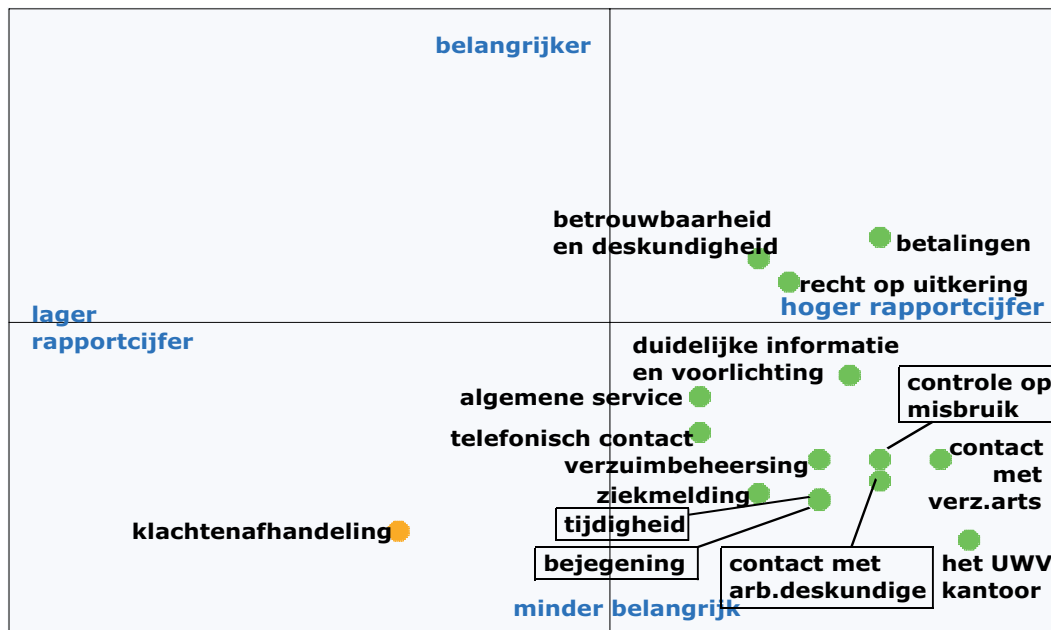 belangrijker
betrouwbaarheid
en deskundigheid
betalingen
recht op uitkering
hoger rapportcijfer
lager
rapportcijfer
duidelijke informatie
en voorlichting
controle op
misbruik
algemene service
telefonisch contact
verzuimbeheersing
contact
met
verz.arts
ziekmelding
tijdigheid
klachtenafhandeling
bejegening
contact met
arb.deskundige
het UWV
kantoor
minder belangrijk